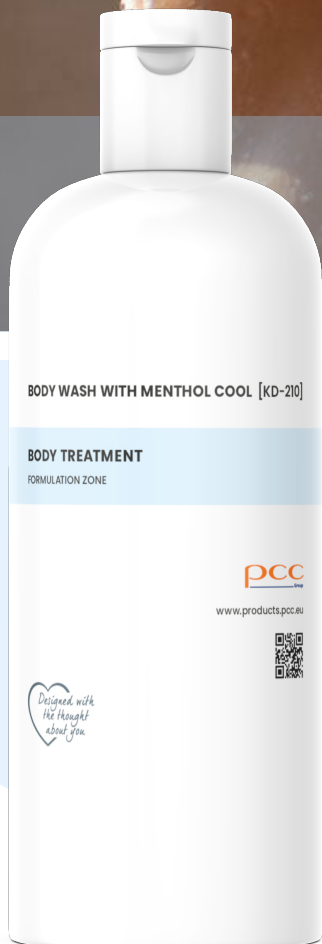 BODY WASH WITH MENTHOL COOL [KD-210]
BODY TREATMENT
FORMULATION ZONE
pcc
Group
www.products.pcc.eu
Designed with
the thought
about you